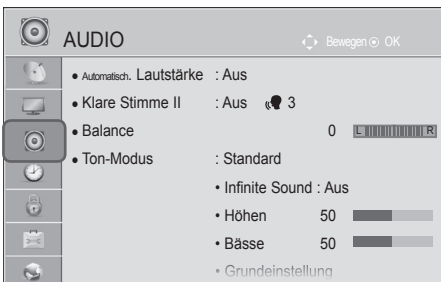 AUDIO
Bewegen OK
• Automatisch. Lautstärke : Aus
• Klare Stimme II : Aus 3
• Balance 0 L R
• Ton-Modus : Standard
• Infinite Sound : Aus
• Höhen 50
• Bässe 50
• Grundeinstellung